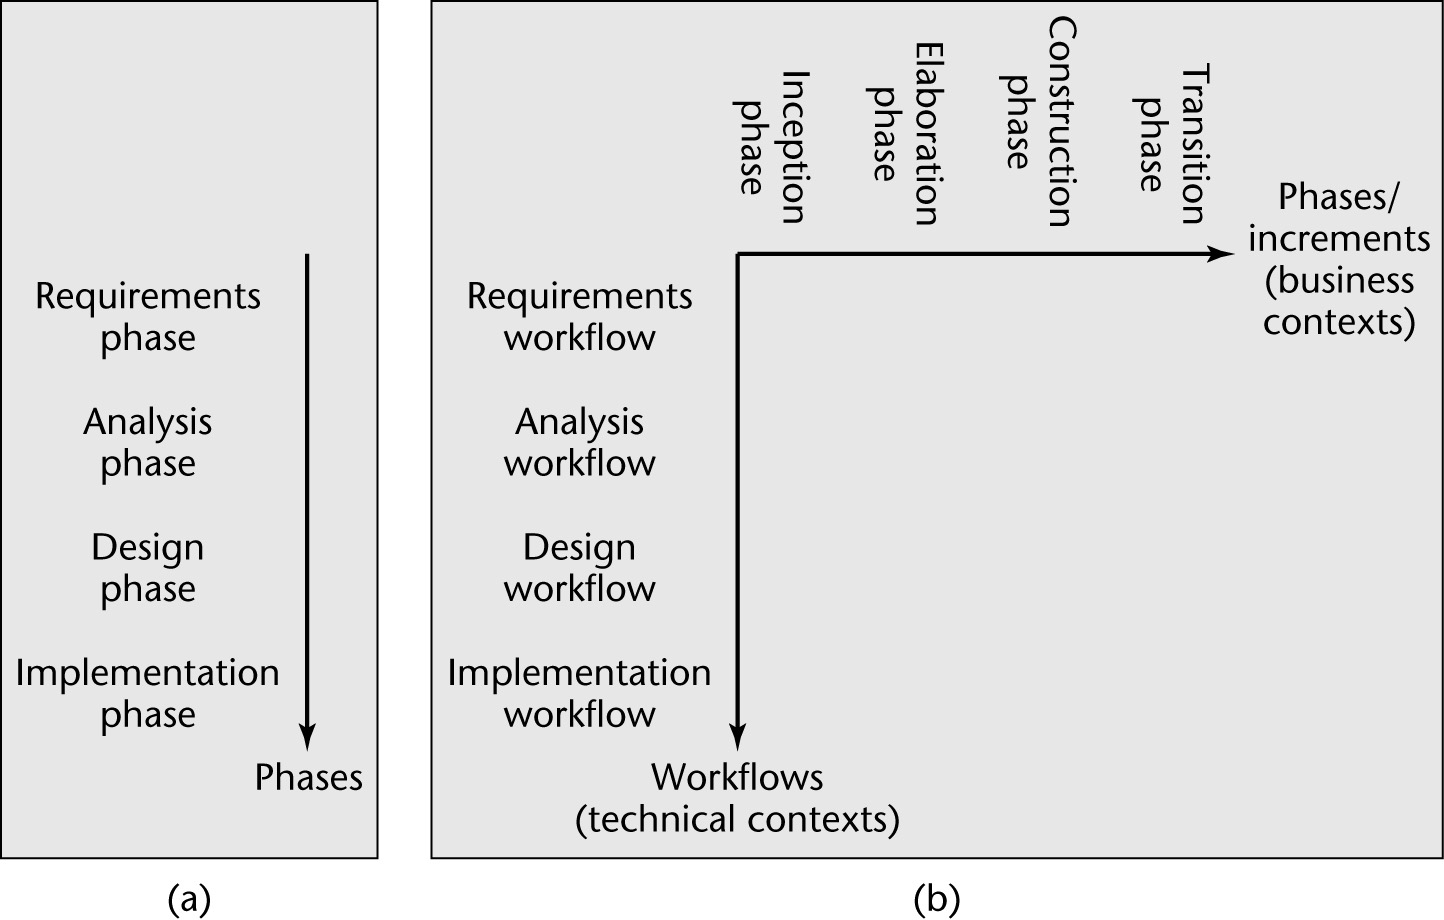 Requirements
phase
Analysis
phase
Design
phase
Implementation
phase
Phases
(a)
Inception
phase
Elaboration
phase
Construction
phase
Transition
phase
Phases/
increments
(business
contexts)
Requirements
workflow
Analysis
workflow
Design
workflow
Implementation
workflow
Workflows
(technical contexts)
(b)